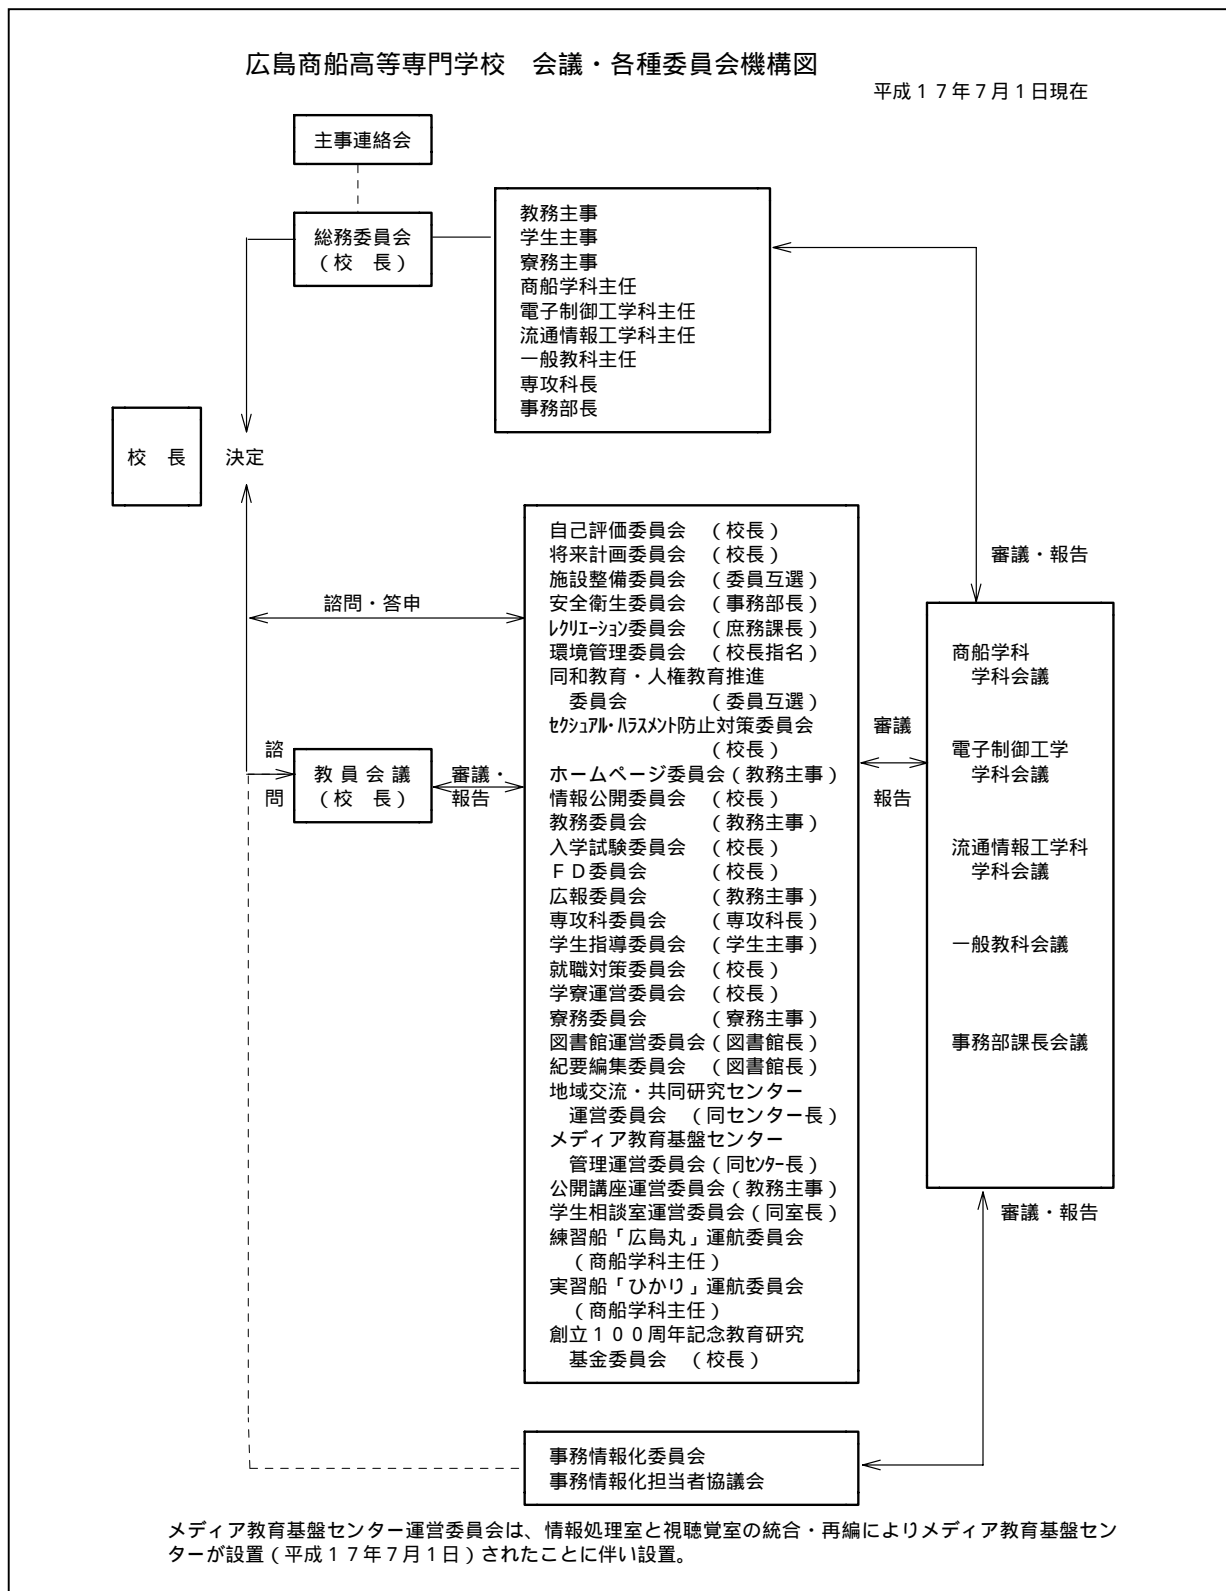 広島商船高等専門学校　会議・各種委員会機構図
平成１７年７月１日現在
主事連絡会
総務委員会
（校　長）
教務主事
学生主事
寮務主事
商船学科主任
電子制御工学科主任
流通情報工学科主任
一般教科主任
専攻科長
事務部長
校　長
決定
自己評価委員会　（校長）
将来計画委員会　（校長）
施設整備委員会　（委員互選）
安全衛生委員会　（事務部長）
ﾚｸﾘｴｰｼｮﾝ委員会　（庶務課長）
環境管理委員会　（校長指名）
同和教育・人権教育推進
委員会　　　　（委員互選）
ｾｸｼｭｱﾙ・ﾊﾗｽﾒﾝﾄ防止対策委員会
（校長）
ホームページ委員会（教務主事）
情報公開委員会　（校長）
教務委員会　　　（教務主事）
入学試験委員会　（校長）
ＦＤ委員会　　　（校長）
広報委員会　　　（教務主事）
専攻科委員会　　（専攻科長）
学生指導委員会　（学生主事）
就職対策委員会　（校長）
学寮運営委員会　（校長）
寮務委員会　　　（寮務主事）
図書館運営委員会（図書館長）
紀要編集委員会　（図書館長）
地域交流・共同研究センター
運営委員会　（同センター長）
メディア教育基盤センター
管理運営委員会（同ｾﾝﾀｰ長）
公開講座運営委員会（教務主事）
学生相談室運営委員会（同室長）
練習船「広島丸」運航委員会
（商船学科主任）
実習船「ひかり」運航委員会
（商船学科主任）
創立１００周年記念教育研究
基金委員会　（校長）
諮問・答申
諮
問
教員会議
（校　長）
審議・
報告
審議
報告
審議・報告
商船学科
学科会議
電子制御工学
学科会議
流通情報工学科
学科会議
一般教科会議
事務部課長会議
審議・報告
事務情報化委員会
事務情報化担当者協議会
メディア教育基盤センター運営委員会は、情報処理室と視聴覚室の統合・再編によりメディア教育基盤セン
ターが設置（平成１７年７月１日）されたことに伴い設置。